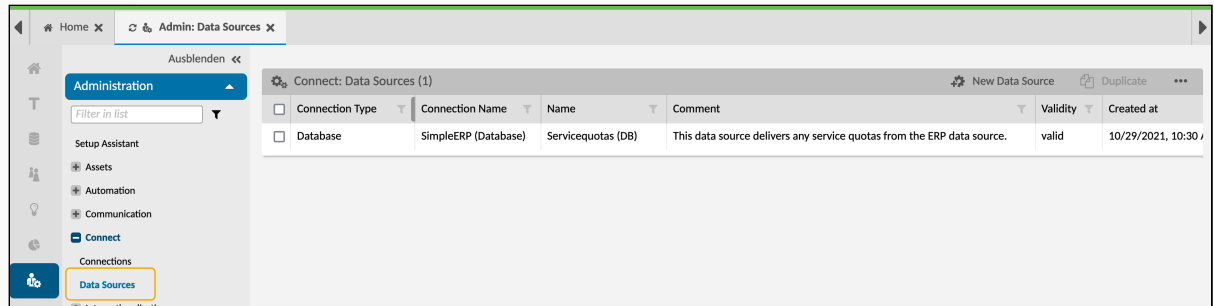 Home
Admin: Data Sources
Ausblenden
Administration
Filter in list
Setup Assistant
Assets
Automation
Communication
Connect
Connections
Data Sources
Connect: Data Sources (1)
New Data Source
Duplicate
Connection Type
Connection Name
Name
Comment
Validity
Created at
Database
SimpleERP (Database)
Servicequotas (DB)
This data source delivers any service quotas from the ERP data source.
valid
10/29/2021, 10:30